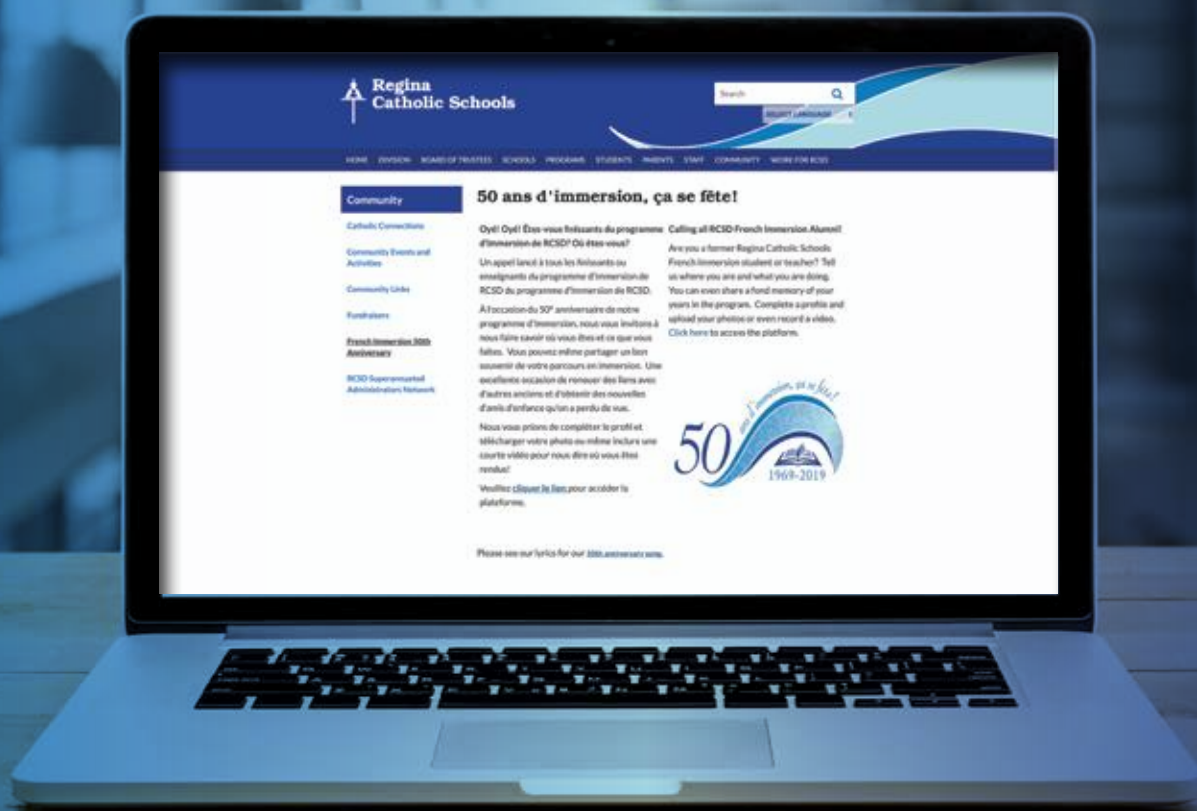 Regina
Catholic Schools
Search
SELECT LANGUAGE
HOME DIVISION BOARD OF TRUSTEES SCHOOLS PROGRAMS STUDENTS PARENTS STAFF COMMUNITY WORK FOR RCSD
Community
Catholic Connections
Community Events and
Activities
Community Links
Fundraisers
French Immersion 50th
Anniversary
RCSD Superannuated
Administrators Network
50 ans d'immersion, ça se fête!
Oyé! Oyé! Êtes-vous finissants du programme
d'immersion de RCSD? Où êtes-vous?
Un appel lancé à tous les finissants ou
enseignants du programme d'immersion de
RCSD du programme d'immersion de RCSD.
À l'occasion du 50e anniversaire de notre
programme d'immersion, nous vous invitons à
nous faire savoir où vous êtes et ce que vous
faites. Vous pouvez même partager un bon
souvenir de votre parcours en immersion. Une
excellente occasion de renouer des liens avec
d'autres anciens et d'obtenir des nouvelles
d'amis d'enfance qu'on a perdu de vue.
Nous vous prions de compléter le profil et
télécharger votre photo ou même inclure une
courte vidéo pour nous dire où vous êtes
rendus!
Veuillez cliquer le lien pour accéder la
plateforme.
Calling all RCSD French Immersion Alumni!
Are you a former Regina Catholic Schools
French Immersion student or teacher? Tell
us where you are and what you are doing.
You can even share a fond memory of your
years in the program. Complete a profile and
upload your photos or even record a video.
Click here to access the platform.
50 ans d'immersion, ça se fête!
1969-2019
Please see our lyrics for our 50th anniversary song.